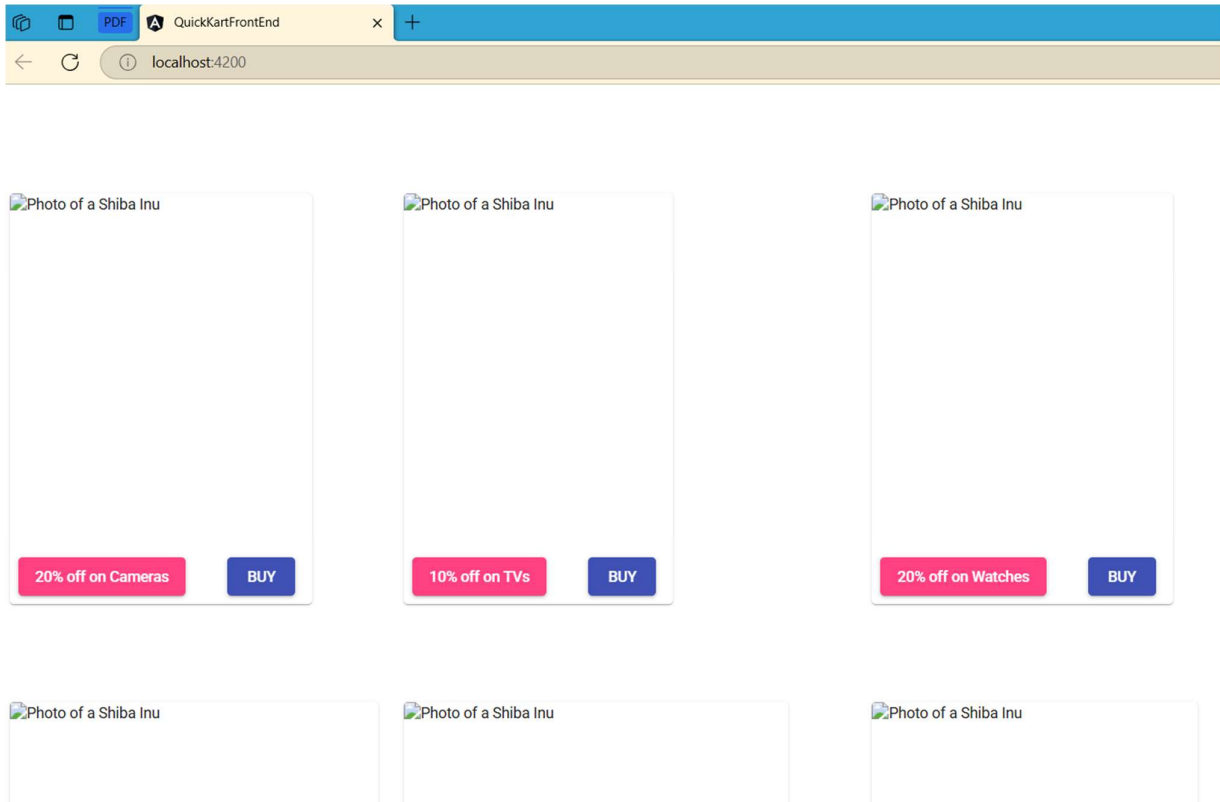 PDF QuickKartFrontEnd
localhost:4200
Photo of a Shiba Inu Photo of a Shiba Inu Photo of a Shiba Inu
20% off on Cameras BUY 10% off on TVs BUY 20% off on Watches BUY
Photo of a Shiba Inu Photo of a Shiba Inu Photo of a Shiba Inu